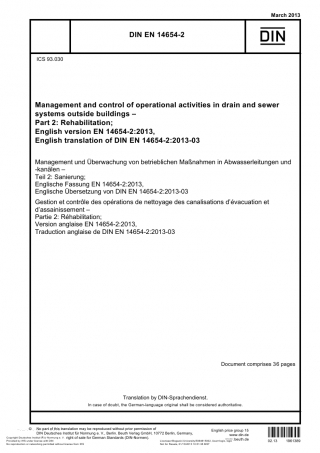 March 2013
DIN EN 14654-2
DIN
ICS 93.030
Management and control of operational activities in drain and sewer
systems outside buildings –
Part 2: Rehabilitation;
English version EN 14654-2:2013,
English translation of DIN EN 14654-2:2013-03
Management und Überwachung von betrieblichen Maßnahmen in Abwasserleitungen und
-kanälen –
Teil 2: Sanierung;
Englische Fassung EN 14654-2:2013,
Englische Übersetzung von DIN EN 14654-2:2013-03
Gestion et contrôle des opérations de nettoyage des canalisations d’évacuation et
d’assainissement –
Partie 2: Réhabilitation;
Version anglaise EN 14654-2:2013,
Traduction anglaise de DIN EN 14654-2:2013-03
Document comprises 36 pages
Translation by DIN-Sprachendienst.
In case of doubt, the German-language original shall be considered authoritative.
No part of this translation may be reproduced without prior permission of
DIN Deutsches Institut für Normung e. V., Berlin. Beuth Verlag GmbH, 10772 Berlin, Germany,
right of sale for German Standards (DIN-Normen).
English price group 15
www.din.de
www.beuth.de